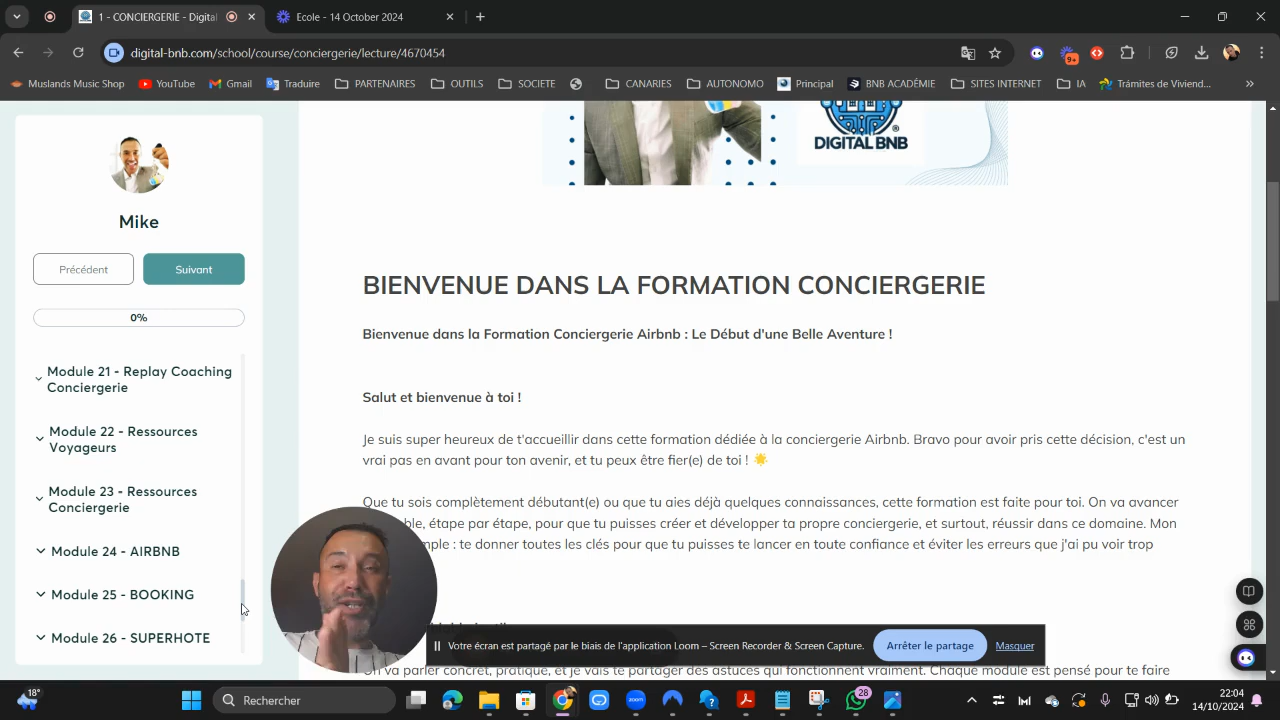 1 - CONCIERGERIE - Digital
Ecole - 14 October 2024
digital-bnb.com/school/course/conciergerie/lecture/4670454
9+
Muslands Music Shop
YouTube
Gmail
Traduire
PARTENAIRES
OUTILS
SOCIETE
CANARIES
AUTONOMO
Principal
BNB ACADÉMIE
SITES INTERNET
IA
Trámites de Viviend...
DIGITAL BNB
Mike
Précédent
Suivant
0%
Module 21 - Replay Coaching
Conciergerie
Module 22 - Ressources
Voyageurs
Module 23 - Ressources
Conciergerie
Module 24 - AIRBNB
Module 25 - BOOKING
Module 26 - SUPERHOTE
BIENVENUE DANS LA FORMATION CONCIERGERIE
Bienvenue dans la Formation Conciergerie Airbnb : Le Début d'une Belle Aventure !
Salut et bienvenue à toi !
Je suis super heureux de t'accueillir dans cette formation dédiée à la conciergerie Airbnb. Bravo pour avoir pris cette décision, c'est un
vrai pas en avant pour ton avenir, et tu peux être fier(e) de toi ! 🌟
Que tu sois complètement débutant(e) ou que tu aies déjà quelques connaissances, cette formation est faite pour toi. On va avancer
étape par étape, pour que tu puisses créer et développer ta propre conciergerie, et surtout, réussir dans ce domaine. Mon
: te donner toutes les clés pour que tu puisses te lancer en toute confiance et éviter les erreurs que j'ai pu voir trop
Votre écran est partagé par le biais de l'application Loom – Screen Recorder & Screen Capture.
Arrêter le partage
Masquer
On va parler concret, pratique, et je vais te partager des astuces qui fonctionnent vraiment. Chaque module est pensé pour te faire
18°
Rechercher
zoom
28
22:04
14/10/2024